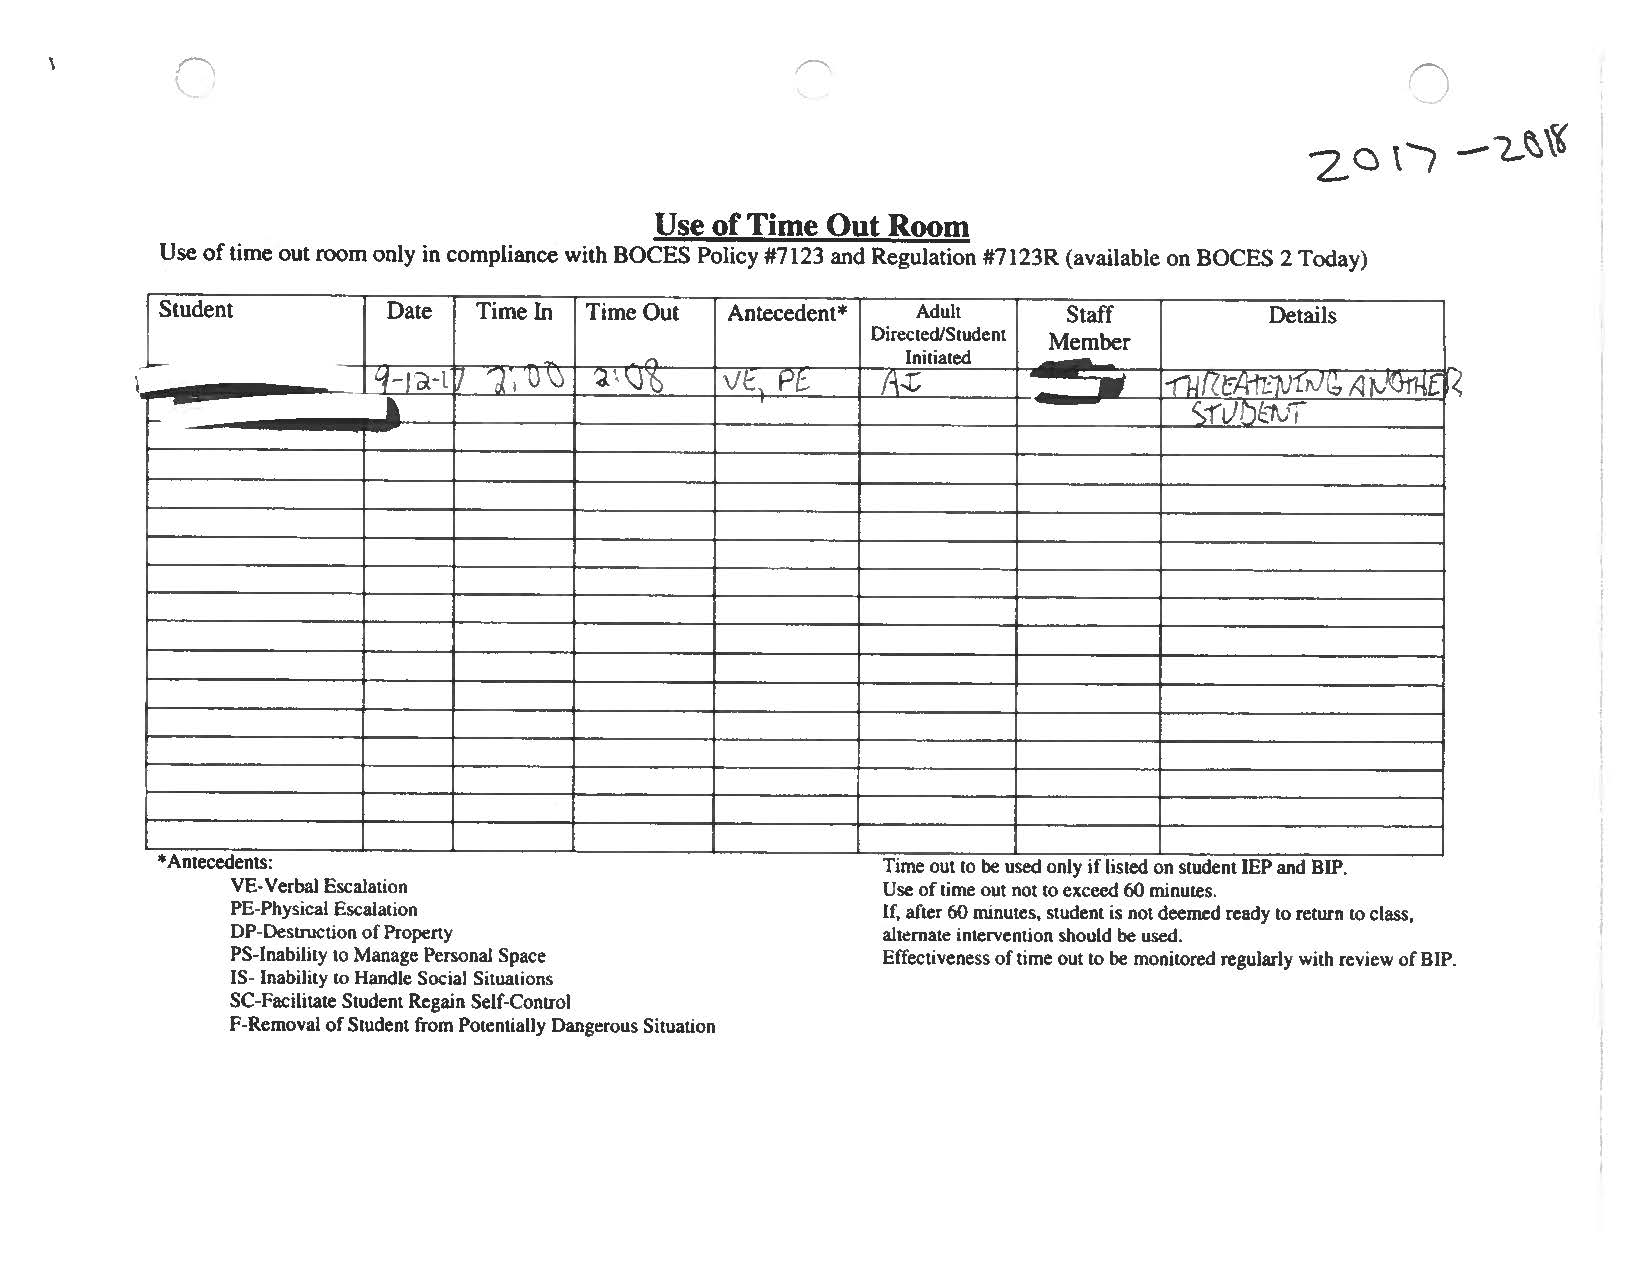 2017-2018
Use of Time Out Room
Use of time out room only in compliance with BOCES Policy #7123 and Regulation #7123R (available on BOCES 2 Today)
Student Date Time In Time Out Antecedent* Adult Directed/Student Initiated Staff Member Details
9-12-17 2:00 2:08 VE, PE AI THREATENING ANOTHER
STUDENT
*Antecedents:
VE-Verbal Escalation
PE-Physical Escalation
DP-Destruction of Property
PS-Inability to Manage Personal Space
IS- Inability to Handle Social Situations
SC-Facilitate Student Regain Self-Control
F-Removal of Student from Potentially Dangerous Situation
Time out to be used only if listed on student IEP and BIP.
Use of time out not to exceed 60 minutes.
If, after 60 minutes, student is not deemed ready to return to class,
alternate intervention should be used.
Effectiveness of time out to be monitored regularly with review of BIP.